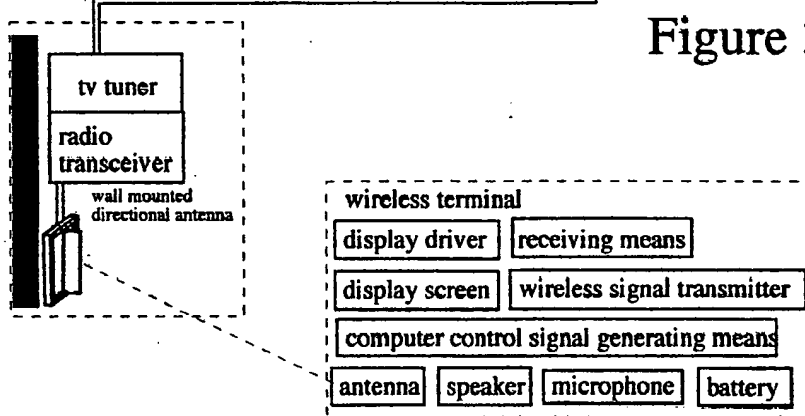 Figure
tv tuner
radio
transceiver
wall mounted
directional antenna
wireless terminal
display driver receiving means
display screen wireless signal transmitter
computer control signal generating means
antenna speaker microphone battery